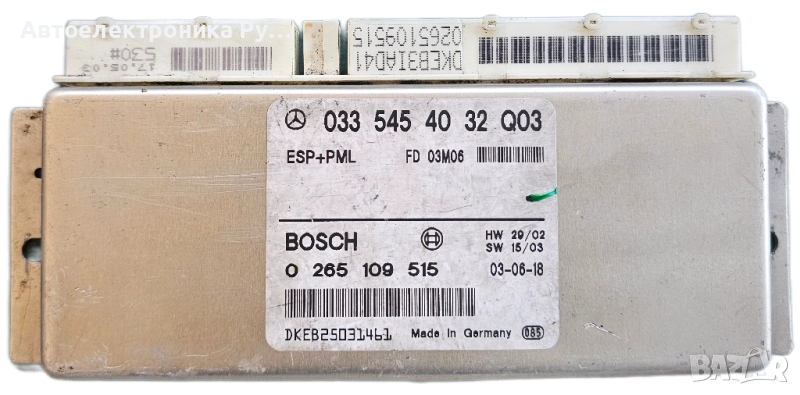 Автоелектроника Ру...
530#
17.05.03
DKEB3IAD41
0265109515
033 545 40 32 Q03
ESP+PML FD 03M06
BOSCH
HW 29/02
SW 15/03
0 265 109 515 03-06-18
DKEB25031461 Made in Germany 085
BAZAR